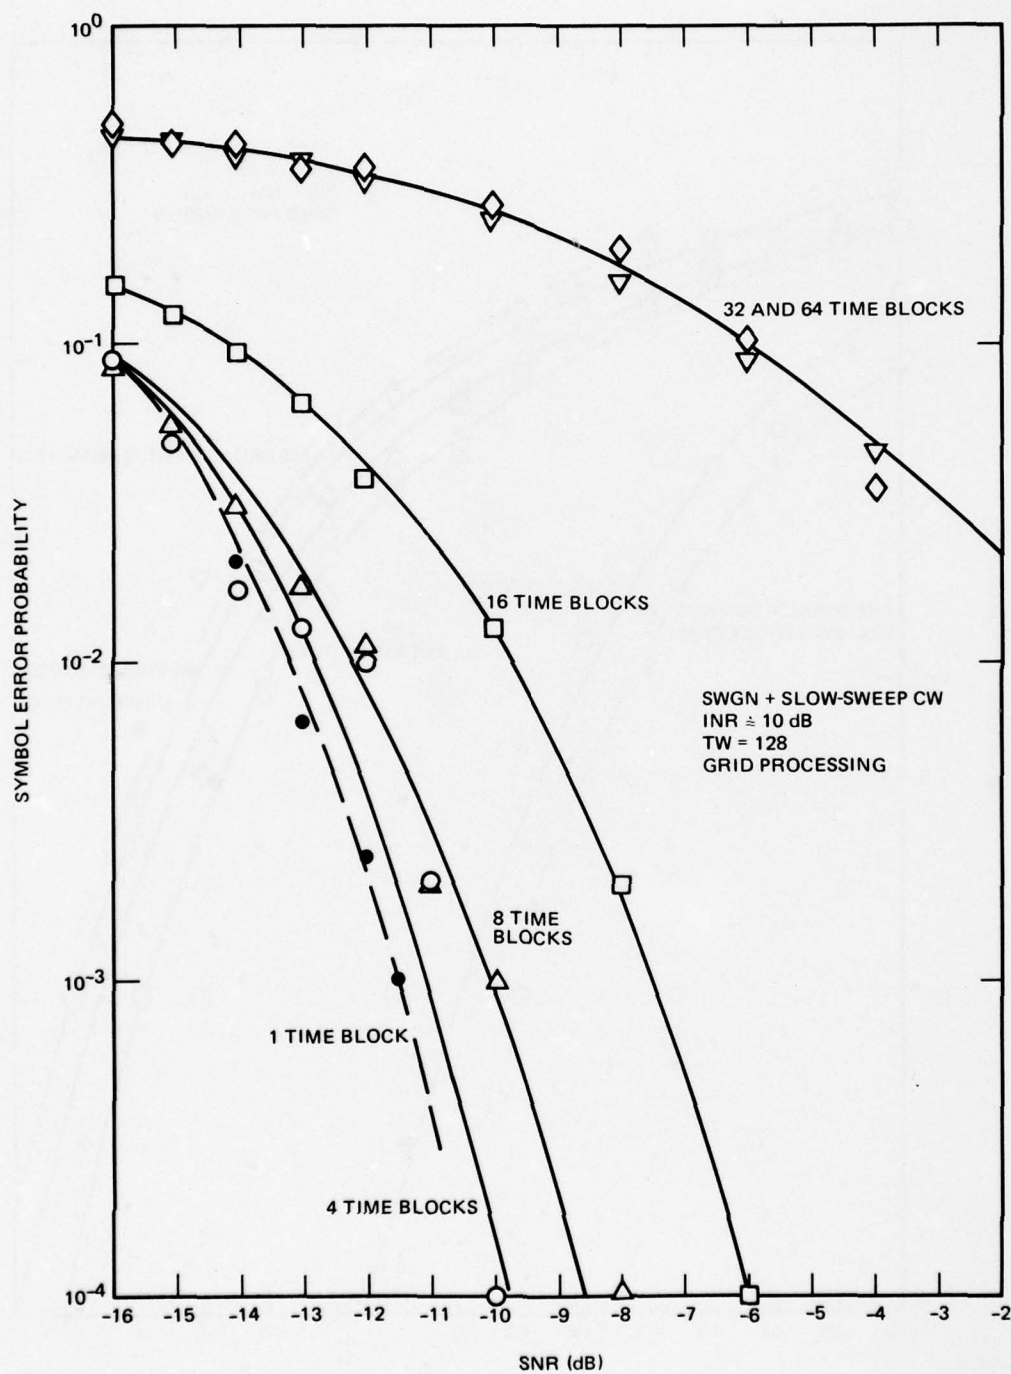 10⁰
10⁻¹
10⁻²
10⁻³
10⁻⁴
SYMBOL ERROR PROBABILITY
32 AND 64 TIME BLOCKS
16 TIME BLOCKS
SWGN + SLOW-SWEEP CW
INR ≐ 10 dB
TW = 128
GRID PROCESSING
8 TIME
BLOCKS
1 TIME BLOCK
4 TIME BLOCKS
-16 -15 -14 -13 -12 -11 -10 -9 -8 -7 -6 -5 -4 -3 -2
SNR (dB)